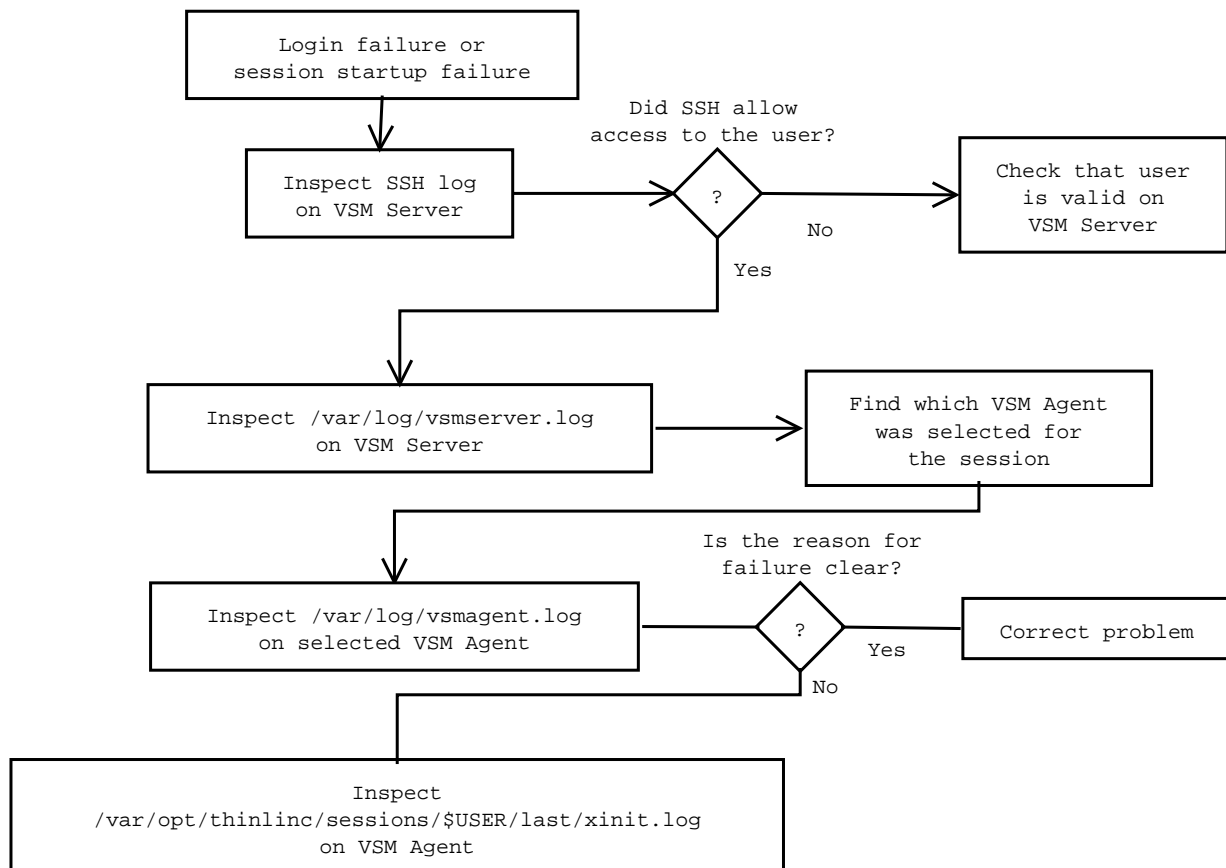 Login failure or
session startup failure
Did SSH allow
access to the user?
Inspect SSH log
on VSM Server
?
No
Yes
Check that user
is valid on
VSM Server
Inspect /var/log/vsmserver.log
on VSM Server
Find which VSM Agent
was selected for
the session
Is the reason for
failure clear?
Inspect /var/log/vsmagent.log
on selected VSM Agent
?
Yes
No
Correct problem
Inspect
/var/opt/thinlinc/sessions/$USER/last/xinit.log
on VSM Agent